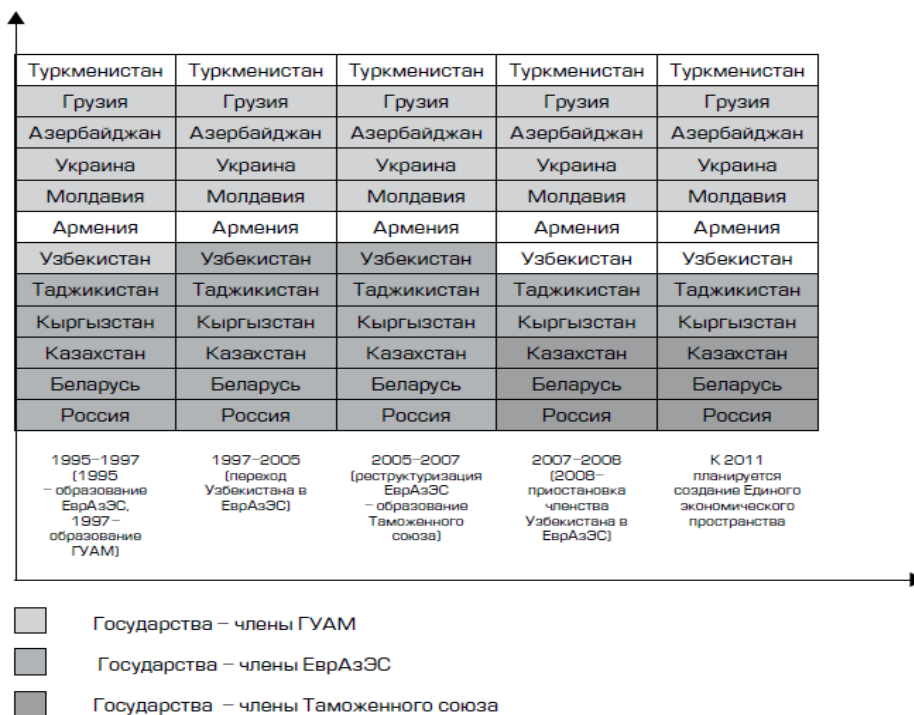 Туркменистан Туркменистан Туркменистан Туркменистан Туркменистан
Грузия Грузия Грузия Грузия Грузия
Азербайджан Азербайджан Азербайджан Азербайджан Азербайджан
Украина Украина Украина Украина Украина
Молдавия Молдавия Молдавия Молдавия Молдавия
Армения Армения Армения Армения Армения
Узбекистан Узбекистан Узбекистан Узбекистан Узбекистан
Таджикистан Таджикистан Таджикистан Таджикистан Таджикистан
Кыргызстан Кыргызстан Кыргызстан Кыргызстан Кыргызстан
Казахстан Казахстан Казахстан Казахстан Казахстан
Беларусь Беларусь Беларусь Беларусь Беларусь
Россия Россия Россия Россия Россия
1995–1997
(1995
– образование
ЕврАзЭС,
1997–
образование
ГУАМ)
1997–2005
(переход
Узбекистана в
ЕврАзЭС)
2005–2007
(реструктуризация
ЕврАзЭС
– образование
Таможенного
союза)
2007–2008
(2008–
приостановка
членства
Узбекистана в
ЕврАзЭС)
К 2011
планируется
создание Единого
экономического
пространства
Государства – члены ГУАМ
Государства – члены ЕврАзЭС
Государства – члены Таможенного союза